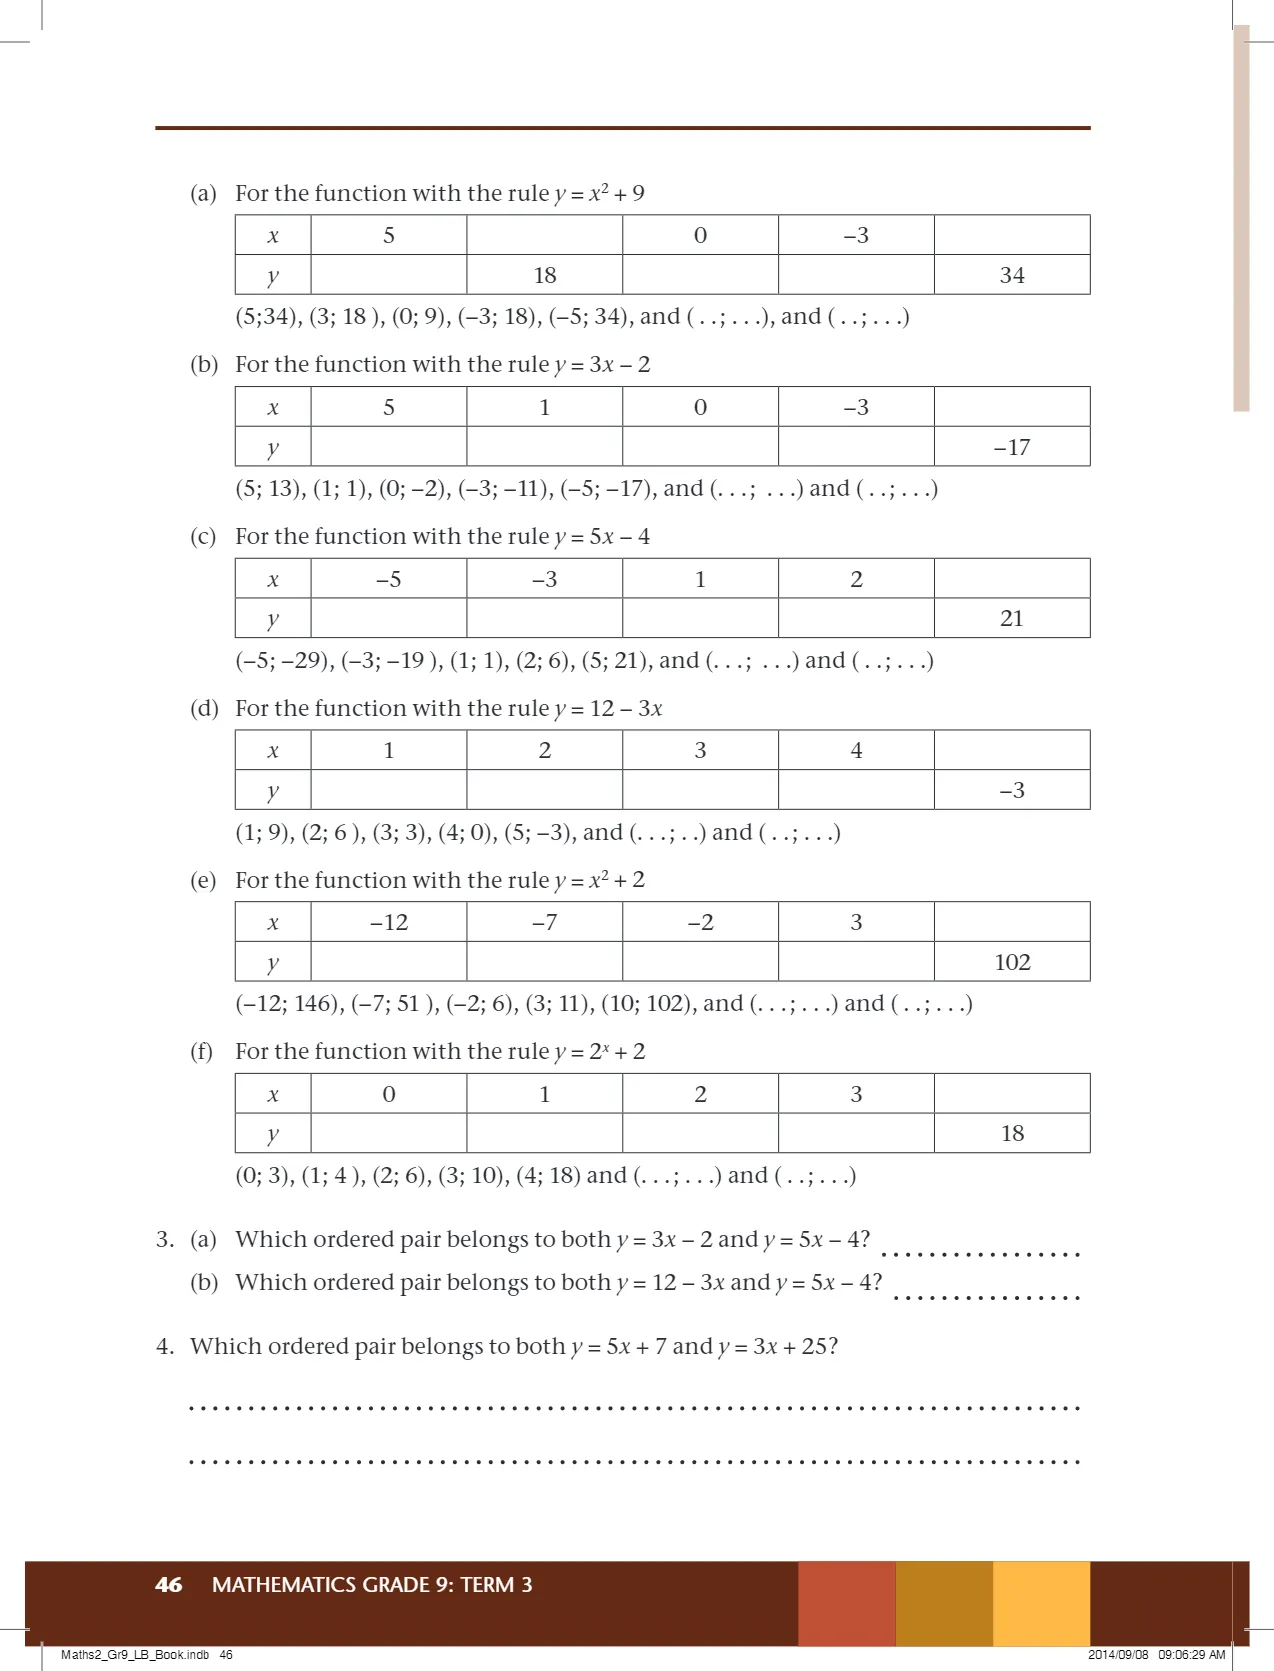 (a) For the function with the rule y = x² + 9
x 5 0 –3
y 18 34
(5;34), (3; 18 ), (0; 9), (–3; 18), (–5; 34), and ( . .; . . .), and ( . .; . . .)
(b) For the function with the rule y = 3x – 2
x 5 1 0 –3
y –17
(5; 13), (1; 1), (0; –2), (–3; –11), (–5; –17), and (. . .; . . .) and ( . .; . . .)
(c) For the function with the rule y = 5x – 4
x –5 –3 1 2
y 21
(–5; –29), (–3; –19 ), (1; 1), (2; 6), (5; 21), and (. . .; . . .) and ( . .; . . .)
(d) For the function with the rule y = 12 – 3x
x 1 2 3 4
y –3
(1; 9), (2; 6 ), (3; 3), (4; 0), (5; –3), and (. . .; . .) and ( . .; . . .)
(e) For the function with the rule y = x² + 2
x –12 –7 –2 3
y 102
(–12; 146), (–7; 51 ), (–2; 6), (3; 11), (10; 102), and (. . .; . . .) and ( . .; . . .)
(f) For the function with the rule y = 2ˣ + 2
x 0 1 2 3
y 18
(0; 3), (1; 4 ), (2; 6), (3; 10), (4; 18) and (. . .; . . .) and ( . .; . . .)
3. (a) Which ordered pair belongs to both y = 3x – 2 and y = 5x – 4? .................
(b) Which ordered pair belongs to both y = 12 – 3x and y = 5x – 4? ................
4. Which ordered pair belongs to both y = 5x + 7 and y = 3x + 25?
46 MATHEMATICS GRADE 9: TERM 3
Maths2_Gr9_LB_Book.indb 46 2014/09/08 09:06:29 AM